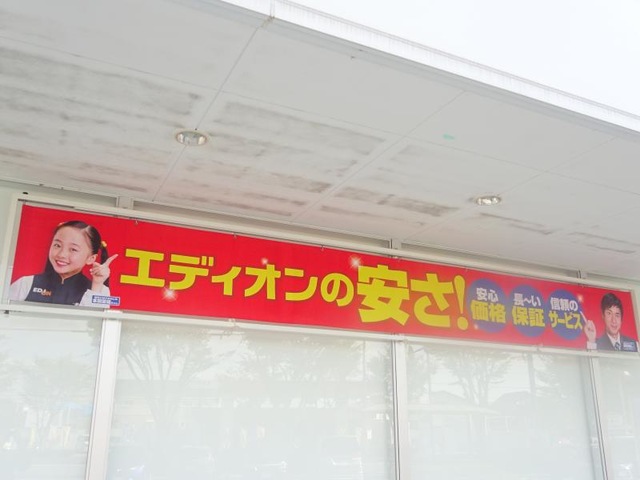 エディオンの安さ!
安心
価格
長〜い
保証
信頼の
サービス